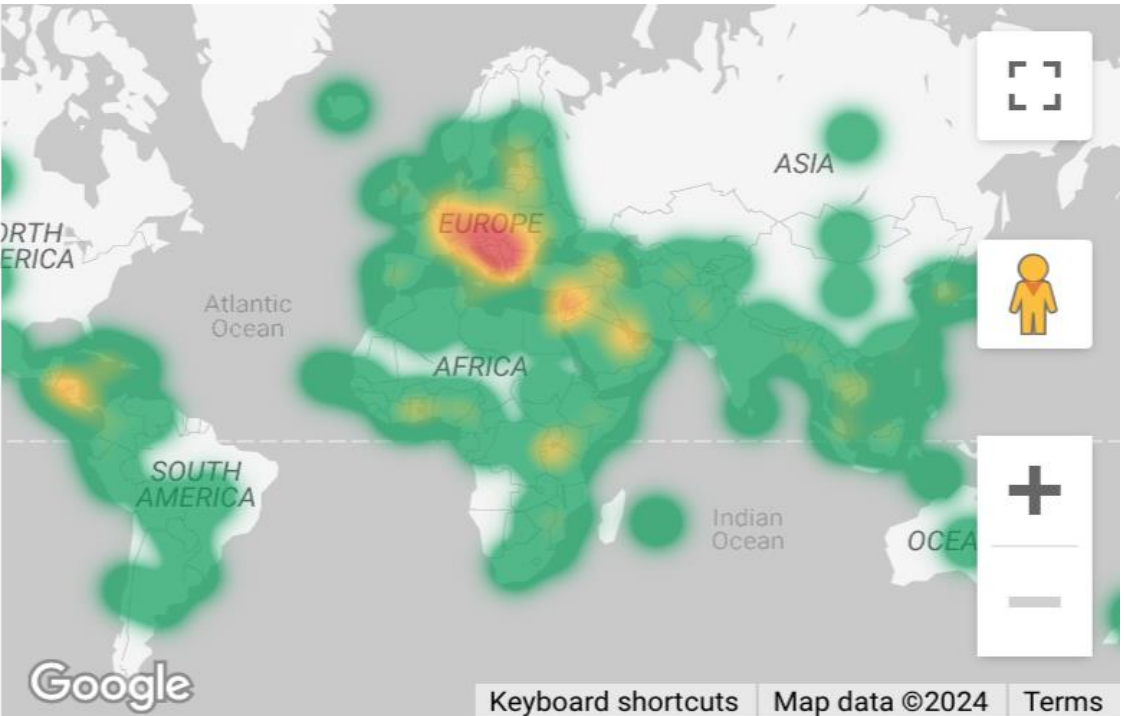 ASIA
EUROPE
ORTH
ERICA
Atlantic
Ocean
AFRICA
SOUTH
AMERICA
Indian
Ocean
OCEA
Google
Keyboard shortcuts
Map data ©2024
Terms